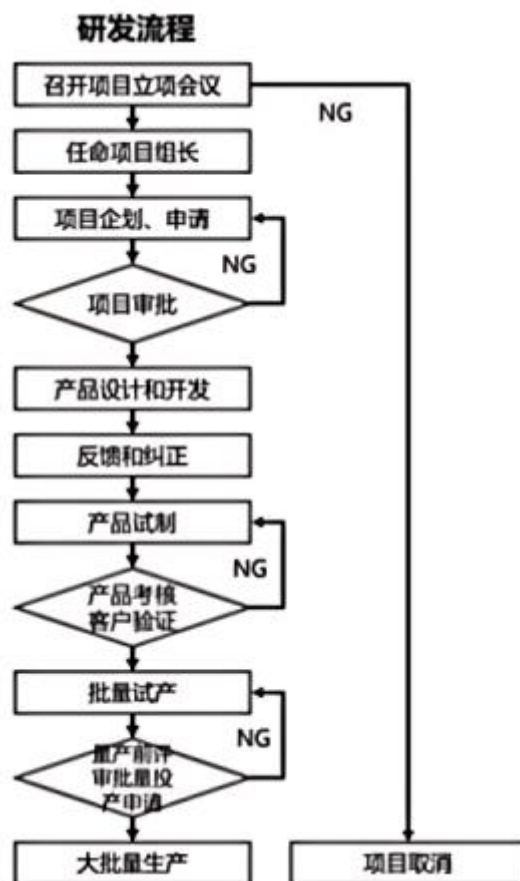 研发流程
召开项目立项会议
NG
任命项目组长
项目企划、申请
NG
项目审批
产品设计和开发
反馈和纠正
产品试制
NG
产品考核
客户验证
批量试产
NG
量产前评
审批量投
产申请
大批量生产
项目取消